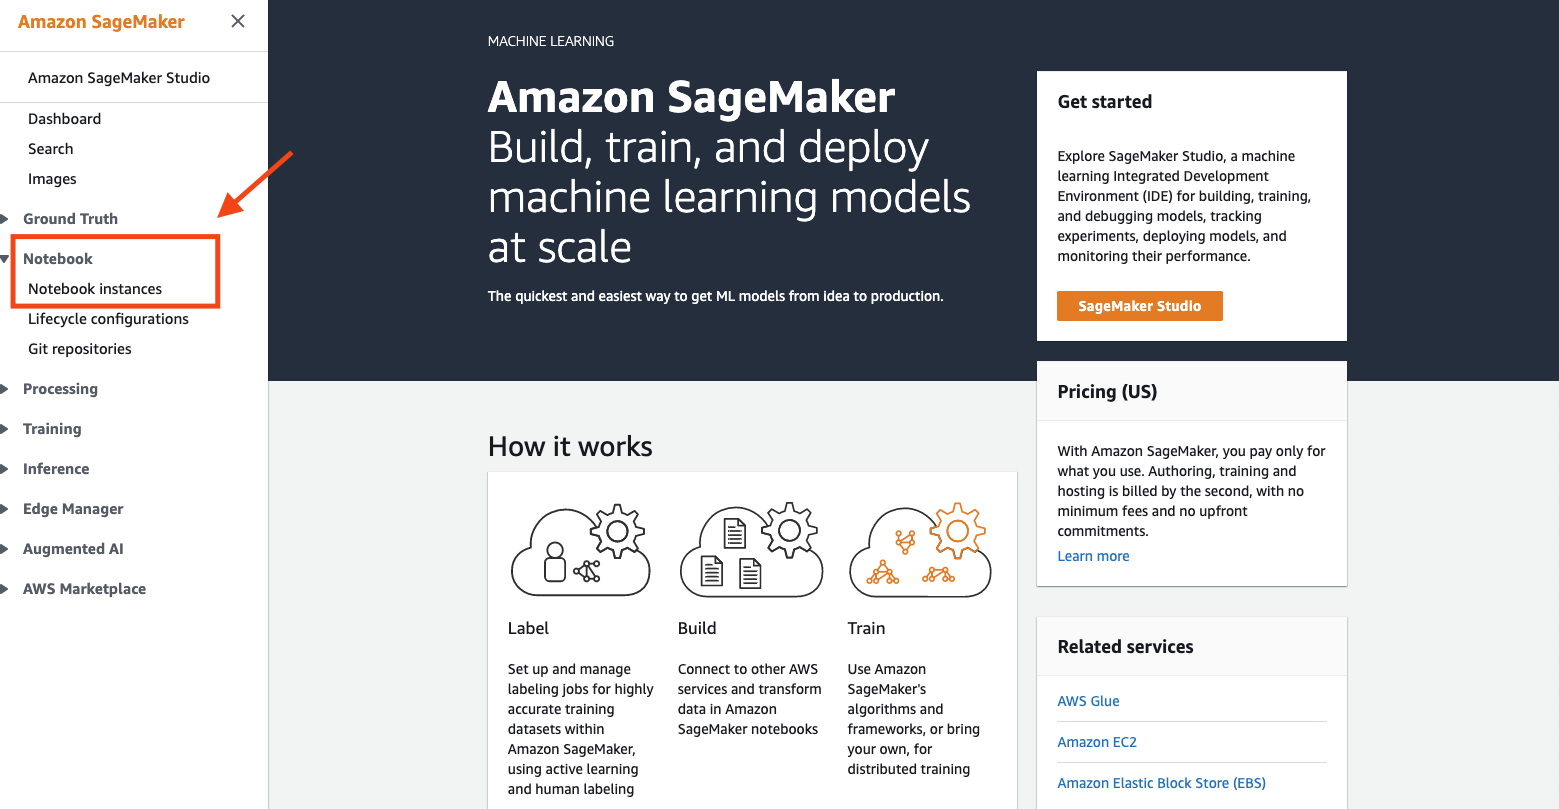 Amazon SageMaker
Amazon SageMaker Studio
Dashboard
Search
Images
Ground Truth
Notebook
Notebook instances
Lifecycle configurations
Git repositories
Processing
Training
Inference
Edge Manager
Augmented AI
AWS Marketplace
MACHINE LEARNING
Amazon SageMaker
Build, train, and deploy
machine learning models
at scale
The quickest and easiest way to get ML models from idea to production.
Get started
Explore SageMaker Studio, a machine
learning Integrated Development
Environment (IDE) for building, training,
and debugging models, tracking
experiments, deploying models, and
monitoring their performance.
SageMaker Studio
Pricing (US)
With Amazon SageMaker, you pay only for
what you use. Authoring, training and
hosting is billed by the second, with no
minimum fees and no upfront
commitments.
Learn more
How it works
Label
Set up and manage
labeling jobs for highly
accurate training
datasets within
Amazon SageMaker,
using active learning
and human labeling
Build
Connect to other AWS
services and transform
data in Amazon
SageMaker notebooks
Train
Use Amazon
SageMaker's
algorithms and
frameworks, or bring
your own, for
distributed training
Related services
AWS Glue
Amazon EC2
Amazon Elastic Block Store (EBS)